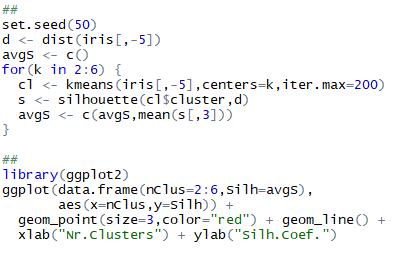 ##
set.seed(50)
d <- dist(iris[,-5])
avgS <- c()
for(k in 2:6) {
  cl <- kmeans(iris[,-5],centers=k,iter.max=200)
  s <- silhouette(cl$cluster,d)
  avgS <- c(avgS,mean(s[,3]))
}
##
library(ggplot2)
ggplot(data.frame(nClus=2:6,Silh=avgS),
       aes(x=nClus,y=Silh)) +
  geom_point(size=3,color="red") + geom_line() +
  xlab("Nr.Clusters") + ylab("Silh.Coef.")